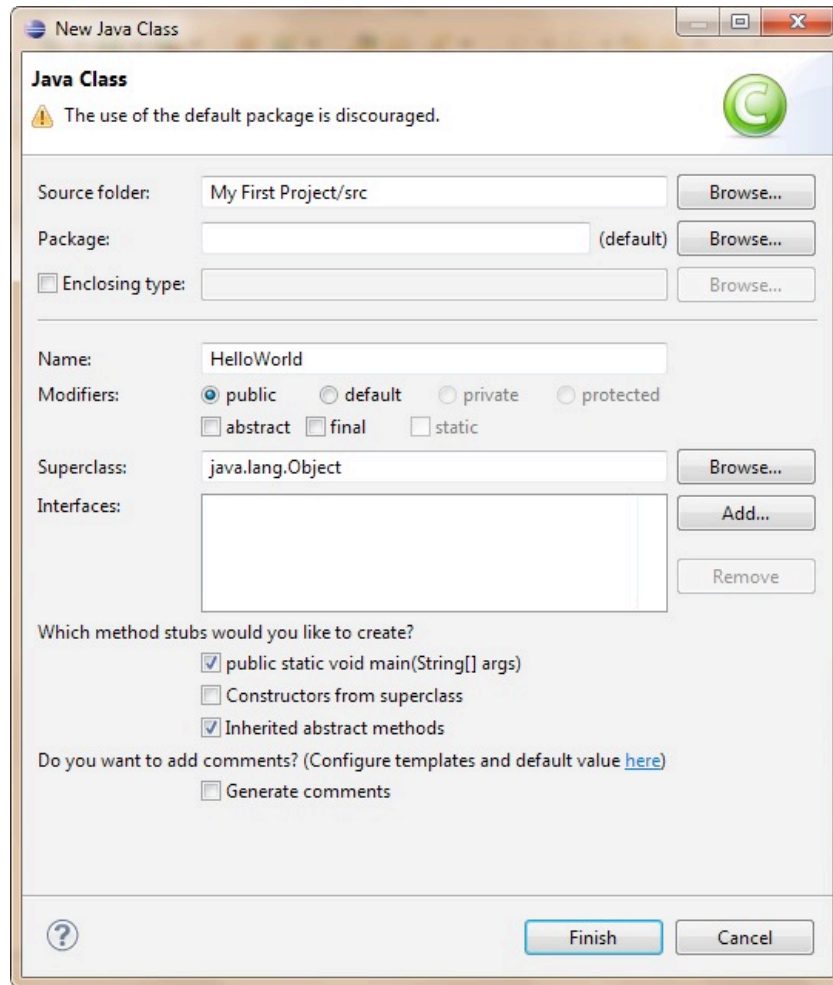 New Java Class
Java Class
The use of the default package is discouraged.
Source folder: My First Project/src Browse...
Package: (default) Browse...
Enclosing type: Browse...
Name: HelloWorld
Modifiers: public default private protected
abstract final static
Superclass: java.lang.Object Browse...
Interfaces: Add...
Remove
Which method stubs would you like to create?
public static void main(String[] args)
Constructors from superclass
Inherited abstract methods
Do you want to add comments? (Configure templates and default value here)
Generate comments
? Finish Cancel